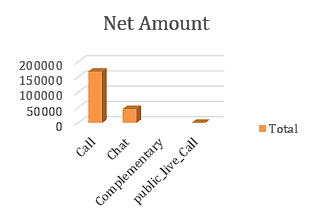 Net Amount
200000
150000
100000
50000
0
Call
Chat
Complementary
public_live_Call
Total